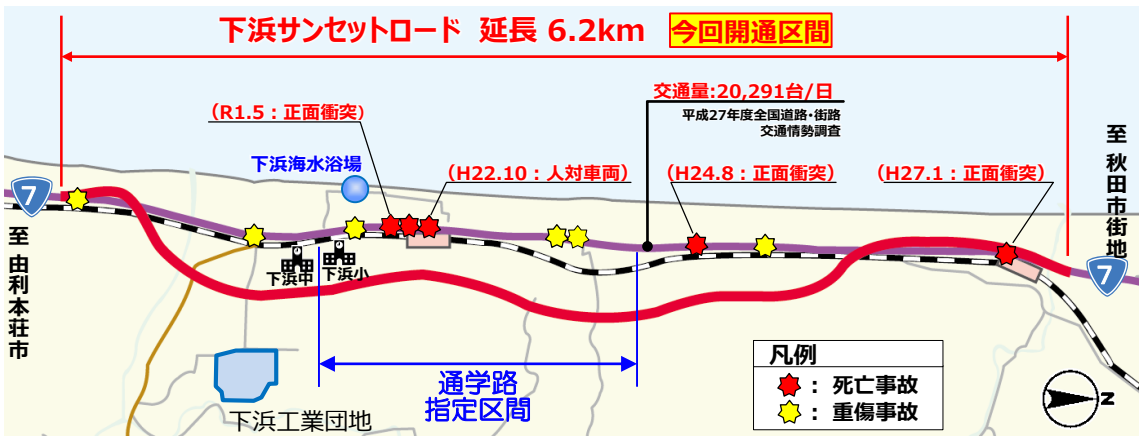 下浜サンセットロード 延長 6.2km 今回開通区間
交通量:20,291台/日
平成27年度全国道路・街路
交通情勢調査
(R1.5:正面衝突)
下浜海水浴場
(H22.10:人対車両)
(H24.8:正面衝突)
(H27.1:正面衝突)
至 秋田市街地
7
至 由利本荘市
下浜中
下浜小
7
通学路
指定区間
下浜工業団地
凡例
: 死亡事故
: 重傷事故
N